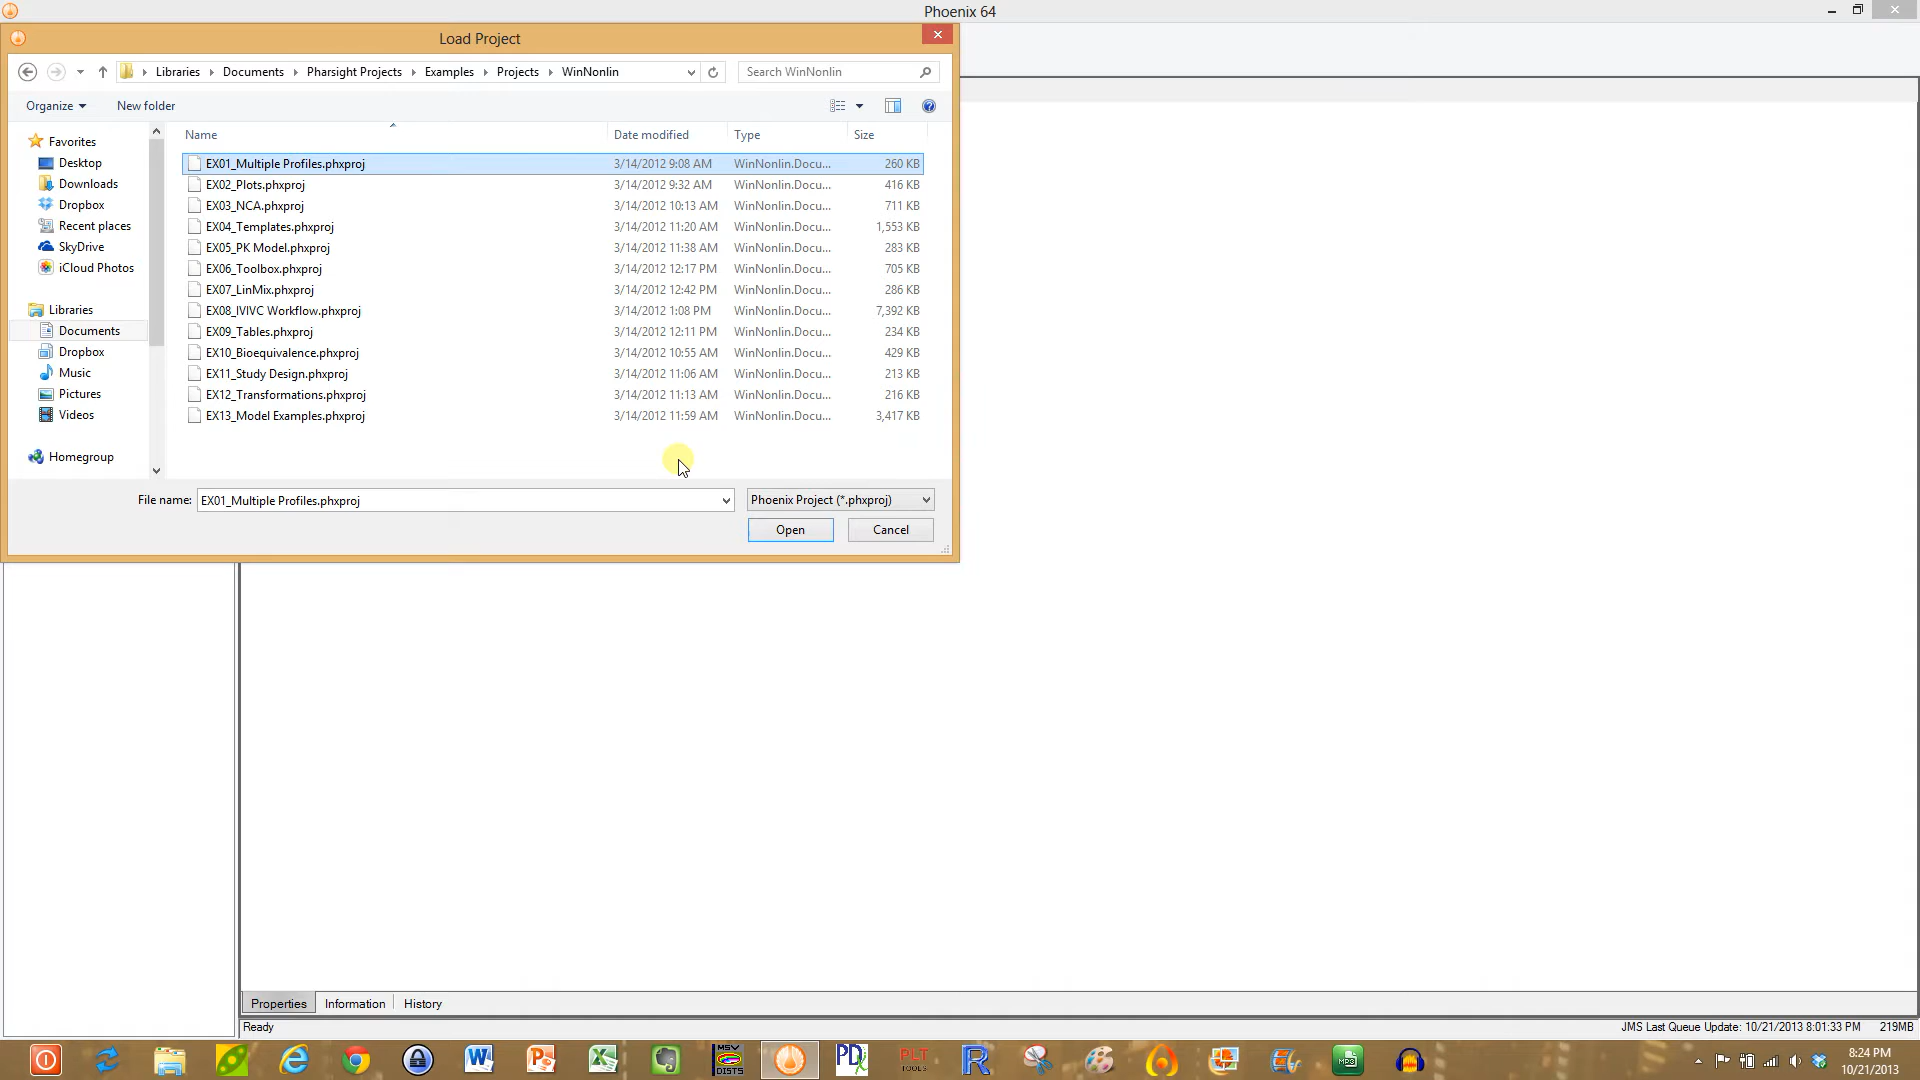 Phoenix 64
Load Project
Libraries Documents Pharsight Projects Examples Projects WinNonlin
Search WinNonlin
Organize New folder
Name Date modified Type Size
Favorites
Desktop
Downloads
Dropbox
Recent places
SkyDrive
iCloud Photos
Libraries
Documents
Dropbox
Music
Pictures
Videos
Homegroup
EX01_Multiple Profiles.phxproj 3/14/2012 9:08 AM WinNonlin.Docu... 260 KB
EX02_Plots.phxproj 3/14/2012 9:32 AM WinNonlin.Docu... 416 KB
EX03_NCA.phxproj 3/14/2012 10:13 AM WinNonlin.Docu... 711 KB
EX04_Templates.phxproj 3/14/2012 11:20 AM WinNonlin.Docu... 1,553 KB
EX05_PK Model.phxproj 3/14/2012 11:38 AM WinNonlin.Docu... 283 KB
EX06_Toolbox.phxproj 3/14/2012 12:17 PM WinNonlin.Docu... 705 KB
EX07_LinMix.phxproj 3/14/2012 12:42 PM WinNonlin.Docu... 286 KB
EX08_IVIVC Workflow.phxproj 3/14/2012 1:08 PM WinNonlin.Docu... 7,392 KB
EX09_Tables.phxproj 3/14/2012 12:11 PM WinNonlin.Docu... 234 KB
EX10_Bioequivalence.phxproj 3/14/2012 10:55 AM WinNonlin.Docu... 429 KB
EX11_Study Design.phxproj 3/14/2012 11:06 AM WinNonlin.Docu... 213 KB
EX12_Transformations.phxproj 3/14/2012 11:13 AM WinNonlin.Docu... 216 KB
EX13_Model Examples.phxproj 3/14/2012 11:59 AM WinNonlin.Docu... 3,417 KB
File name: EX01_Multiple Profiles.phxproj Phoenix Project (*.phxproj)
Open Cancel
Properties Information History
Ready JMS Last Queue Update: 10/21/2013 8:01:33 PM 219MB
MSV
DISTS
PLT
TOOLS
MP3
8:24 PM
10/21/2013